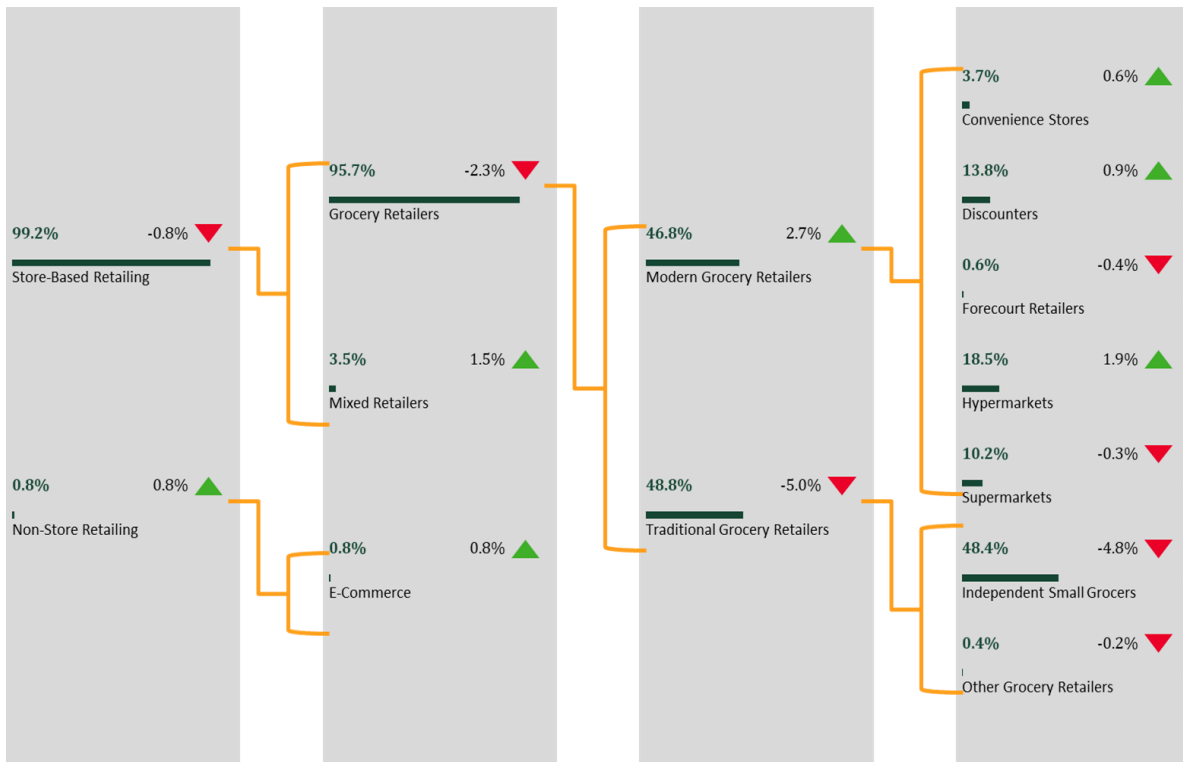 99.2% -0.8%
Store-Based Retailing
0.8% 0.8%
Non-Store Retailing
95.7% -2.3%
Grocery Retailers
3.5% 1.5%
Mixed Retailers
0.8% 0.8%
E-Commerce
46.8% 2.7%
Modern Grocery Retailers
48.8% -5.0%
Traditional Grocery Retailers
3.7% 0.6%
Convenience Stores
13.8% 0.9%
Discounters
0.6% -0.4%
Forecourt Retailers
18.5% 1.9%
Hypermarkets
10.2% -0.3%
Supermarkets
48.4% -4.8%
Independent Small Grocers
0.4% -0.2%
Other Grocery Retailers